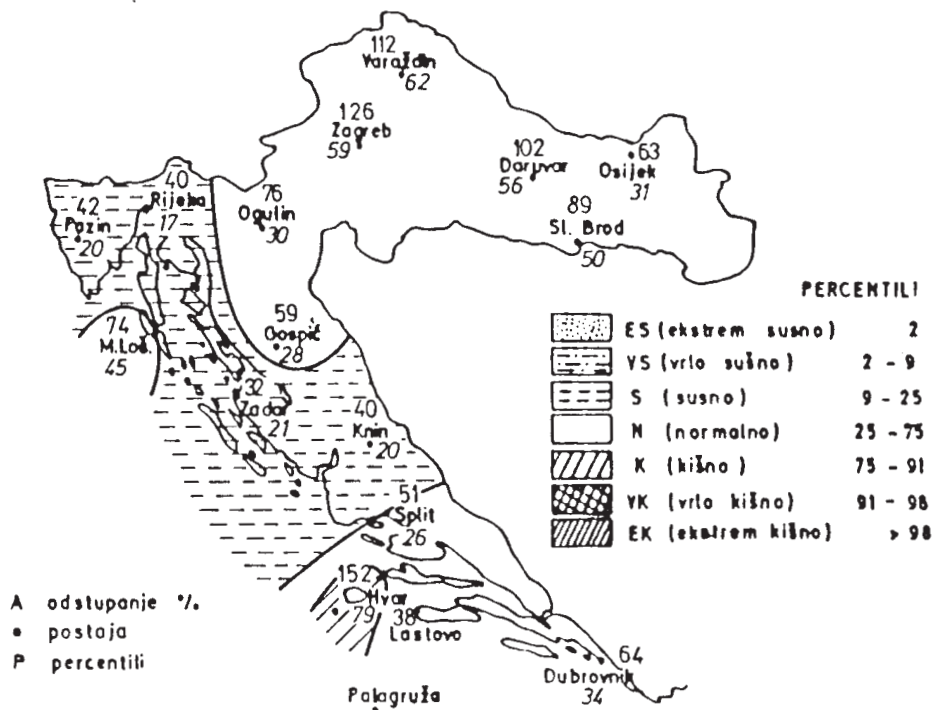 112
Varaždin
62
126
Zagreb
59
102
Daruvar
56
63
Osijek
31
89
Sl. Brod
50
40
Rijeka
17
42
Pazin
20
76
Ogulin
30
59
Gospić
28
74
M.Loš.
45
32
Zadar
21
40
Knin
20
51
Split
26
152
Hvar
79
38
Lastovo
64
Dubrovnik
34
Palagruža
PERCENTILI
ES (ekstrem susno) 2
VS (vrlo sušno) 2 - 9
S (susno) 9 - 25
N (normalno) 25 - 75
K (kišno) 75 - 91
VK (vrlo kišno) 91 - 98
EK (ekstrem kišno) > 98
A odstupanje %
• postaja
P percentili